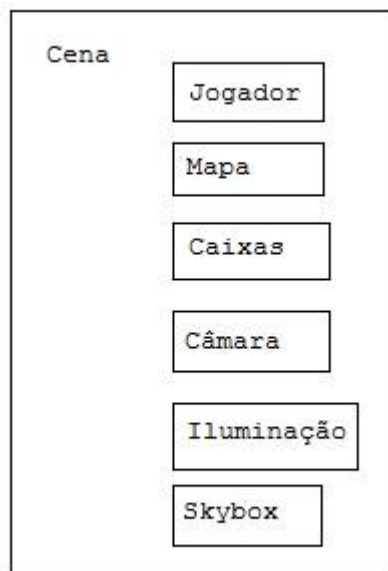 Cena
Jogador
Mapa
Caixas
Câmara
Iluminação
Skybox